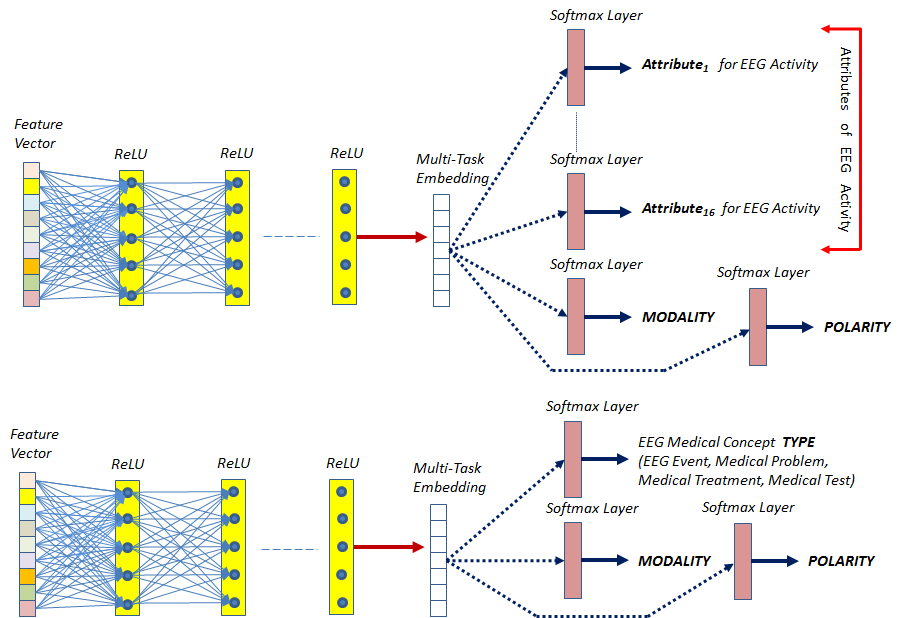 Softmax Layer
Attribute1 for EEG Activity
Attributes of EEG Activity
Feature
Vector
ReLU
ReLU
ReLU
Multi-Task
Embedding
Softmax Layer
Attribute16 for EEG Activity
Softmax Layer
MODALITY
Softmax Layer
POLARITY
Softmax Layer
EEG Medical Concept TYPE
(EEG Event, Medical Problem,
Medical Treatment, Medical Test)
Feature
Vector
ReLU
ReLU
ReLU
Multi-Task
Embedding
Softmax Layer
MODALITY
Softmax Layer
POLARITY